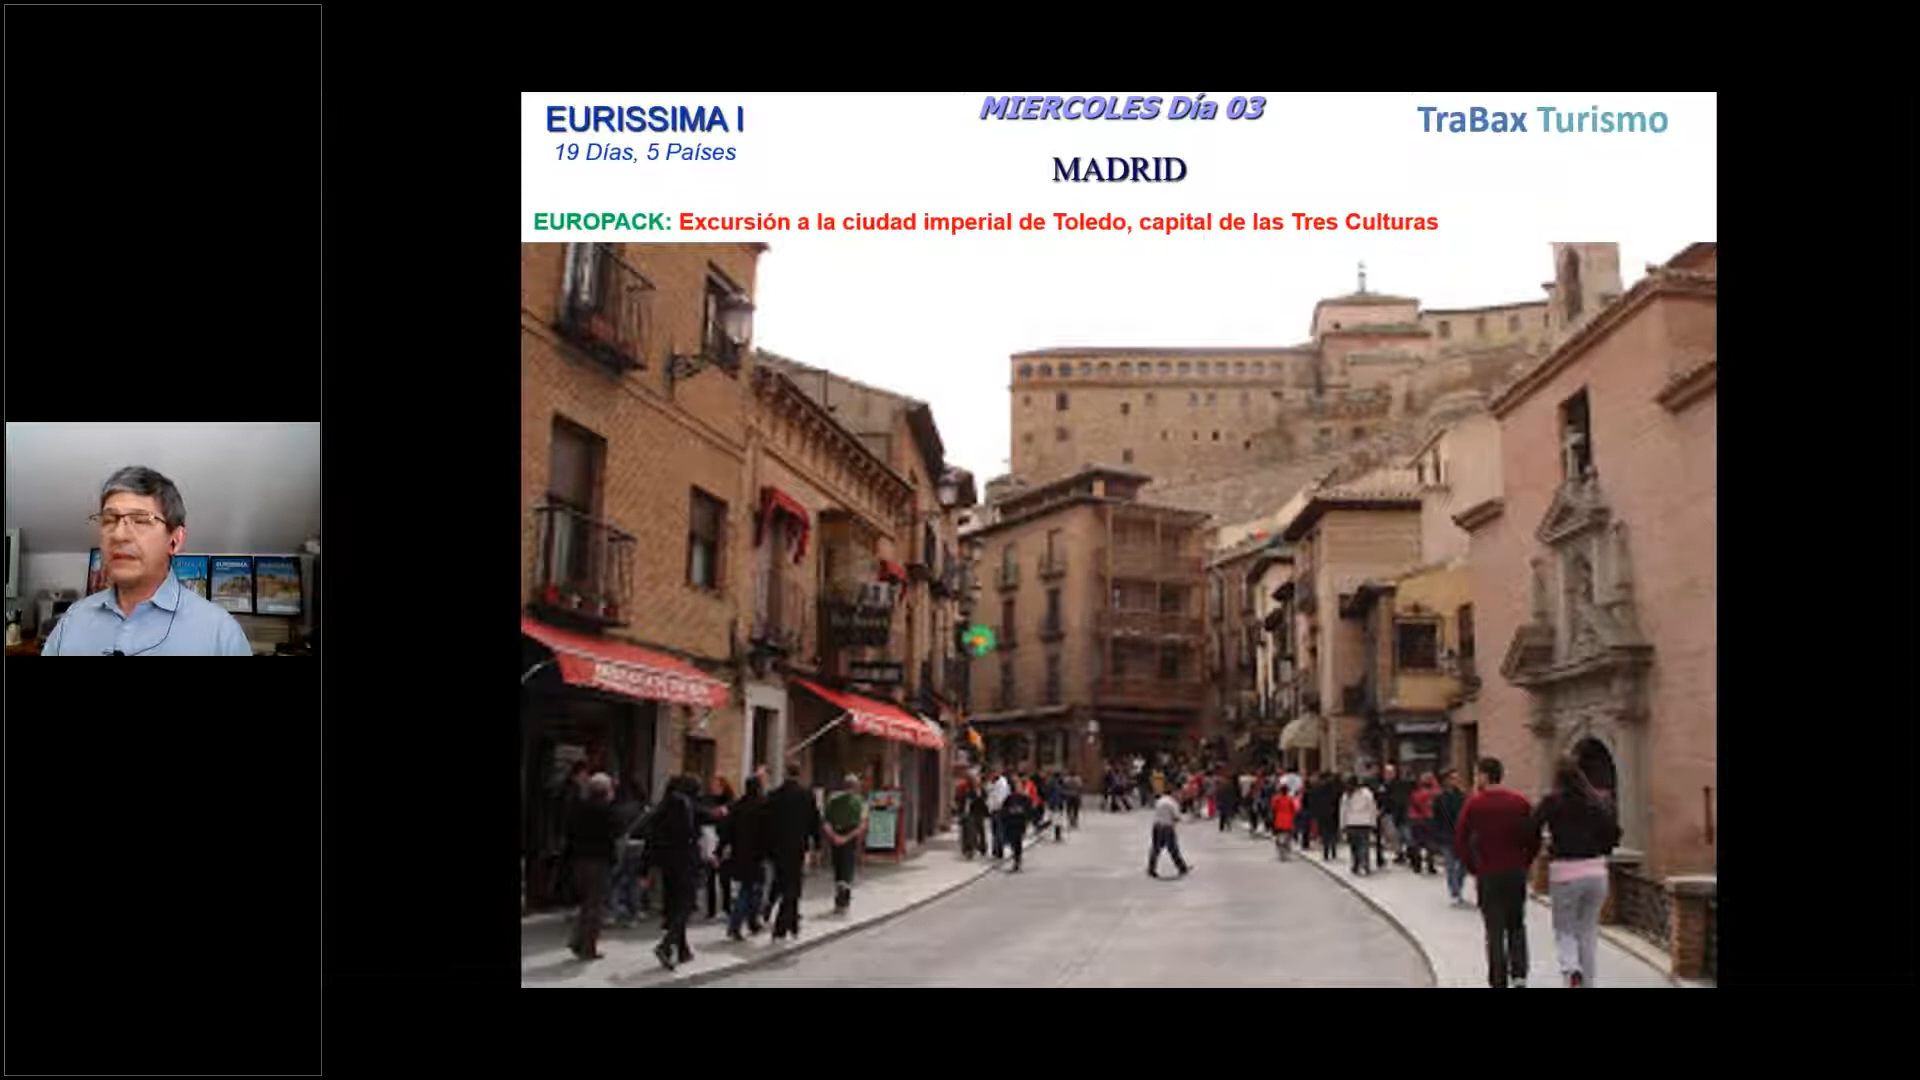 EURISSIMA I
19 Días, 5 Países
MIERCOLES Día 03
MADRID
TraBax Turismo
EUROPACK: Excursión a la ciudad imperial de Toledo, capital de las Tres Culturas
EURISSIMA